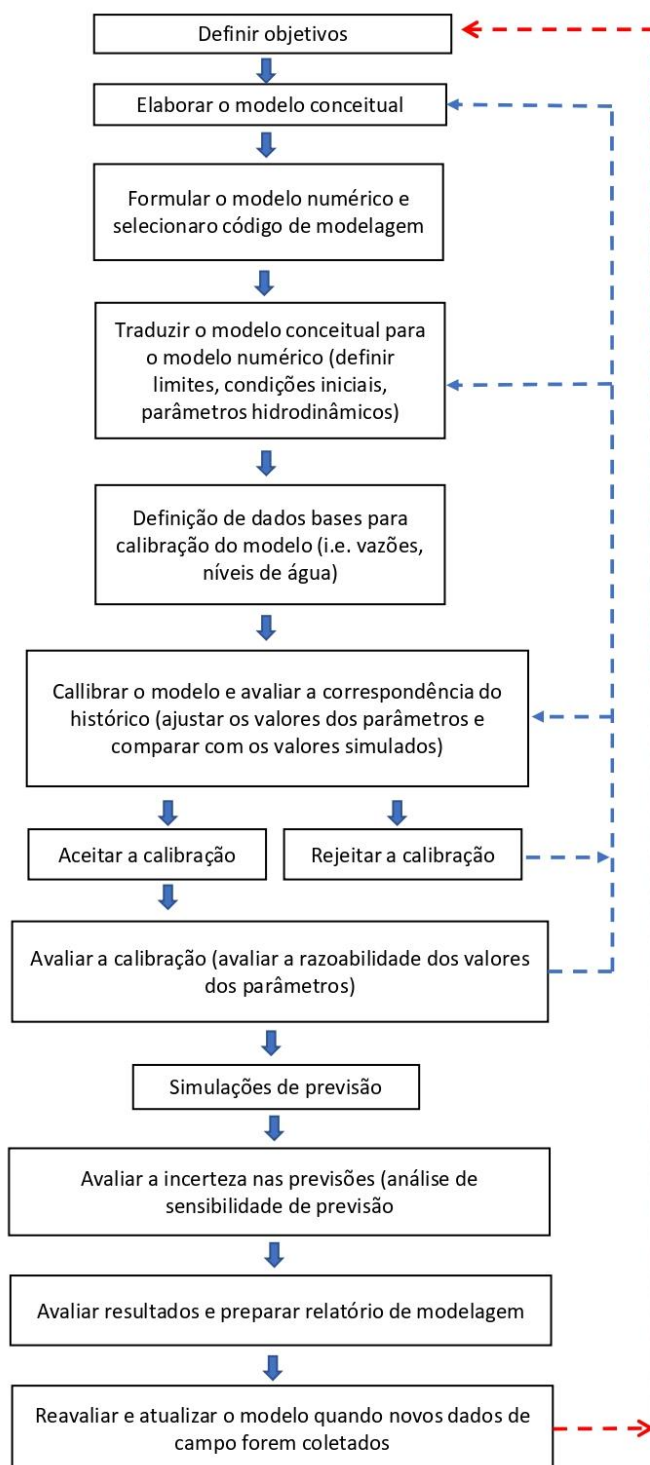 Definir objetivos
Elaborar o modelo conceitual
Formular o modelo numérico e
selecionaro código de modelagem
Traduzir o modelo conceitual para
o modelo numérico (definir
limites, condições iniciais,
parâmetros hidrodinâmicos)
Definição de dados bases para
calibração do modelo (i.e. vazões,
níveis de água)
Callibrar o modelo e avaliar a correspondência do
histórico (ajustar os valores dos parâmetros e
comparar com os valores simulados)
Aceitar a calibração
Rejeitar a calibração
Avaliar a calibração (avaliar a razoabilidade dos valores
dos parâmetros)
Simulações de previsão
Avaliar a incerteza nas previsões (análise de
sensibilidade de previsão
Avaliar resultados e preparar relatório de modelagem
Reavaliar e atualizar o modelo quando novos dados de
campo forem coletados